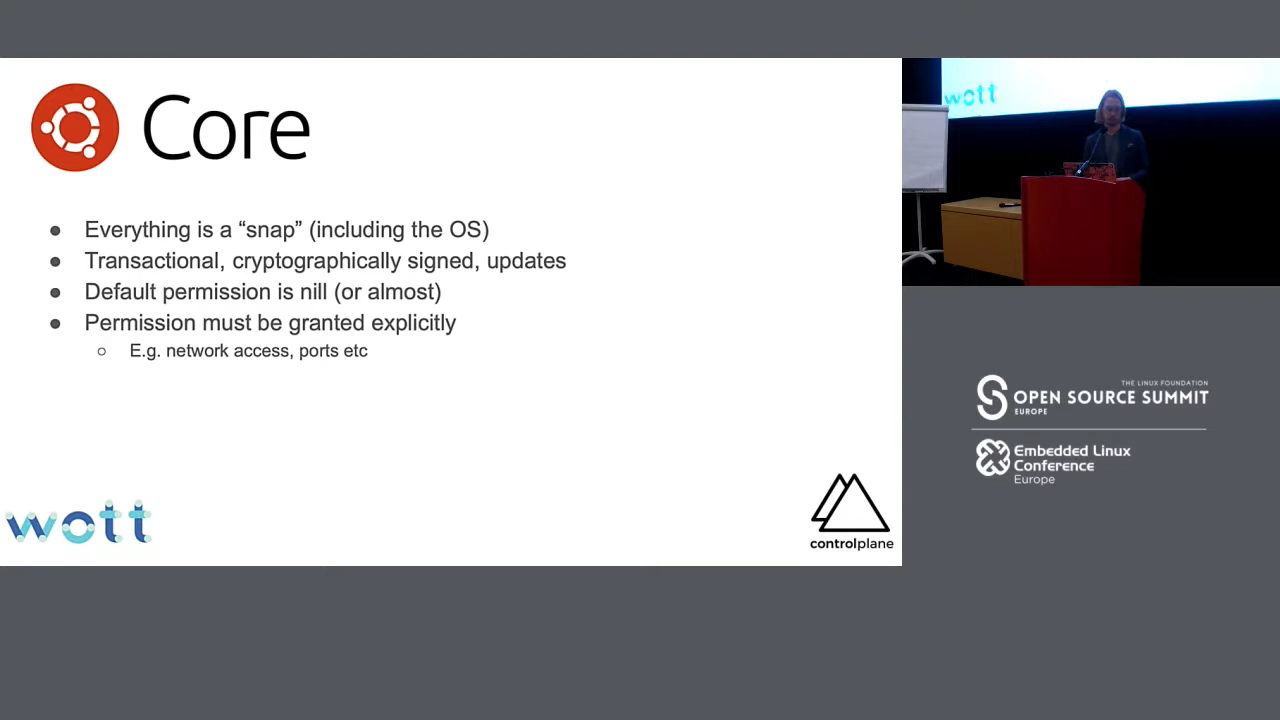 Core
Everything is a “snap” (including the OS)
Transactional, cryptographically signed, updates
Default permission is nill (or almost)
Permission must be granted explicitly
E.g. network access, ports etc
wott
controlplane
wott
THE LINUX FOUNDATION
OPEN SOURCE SUMMIT
EUROPE
Embedded Linux
Conference
Europe